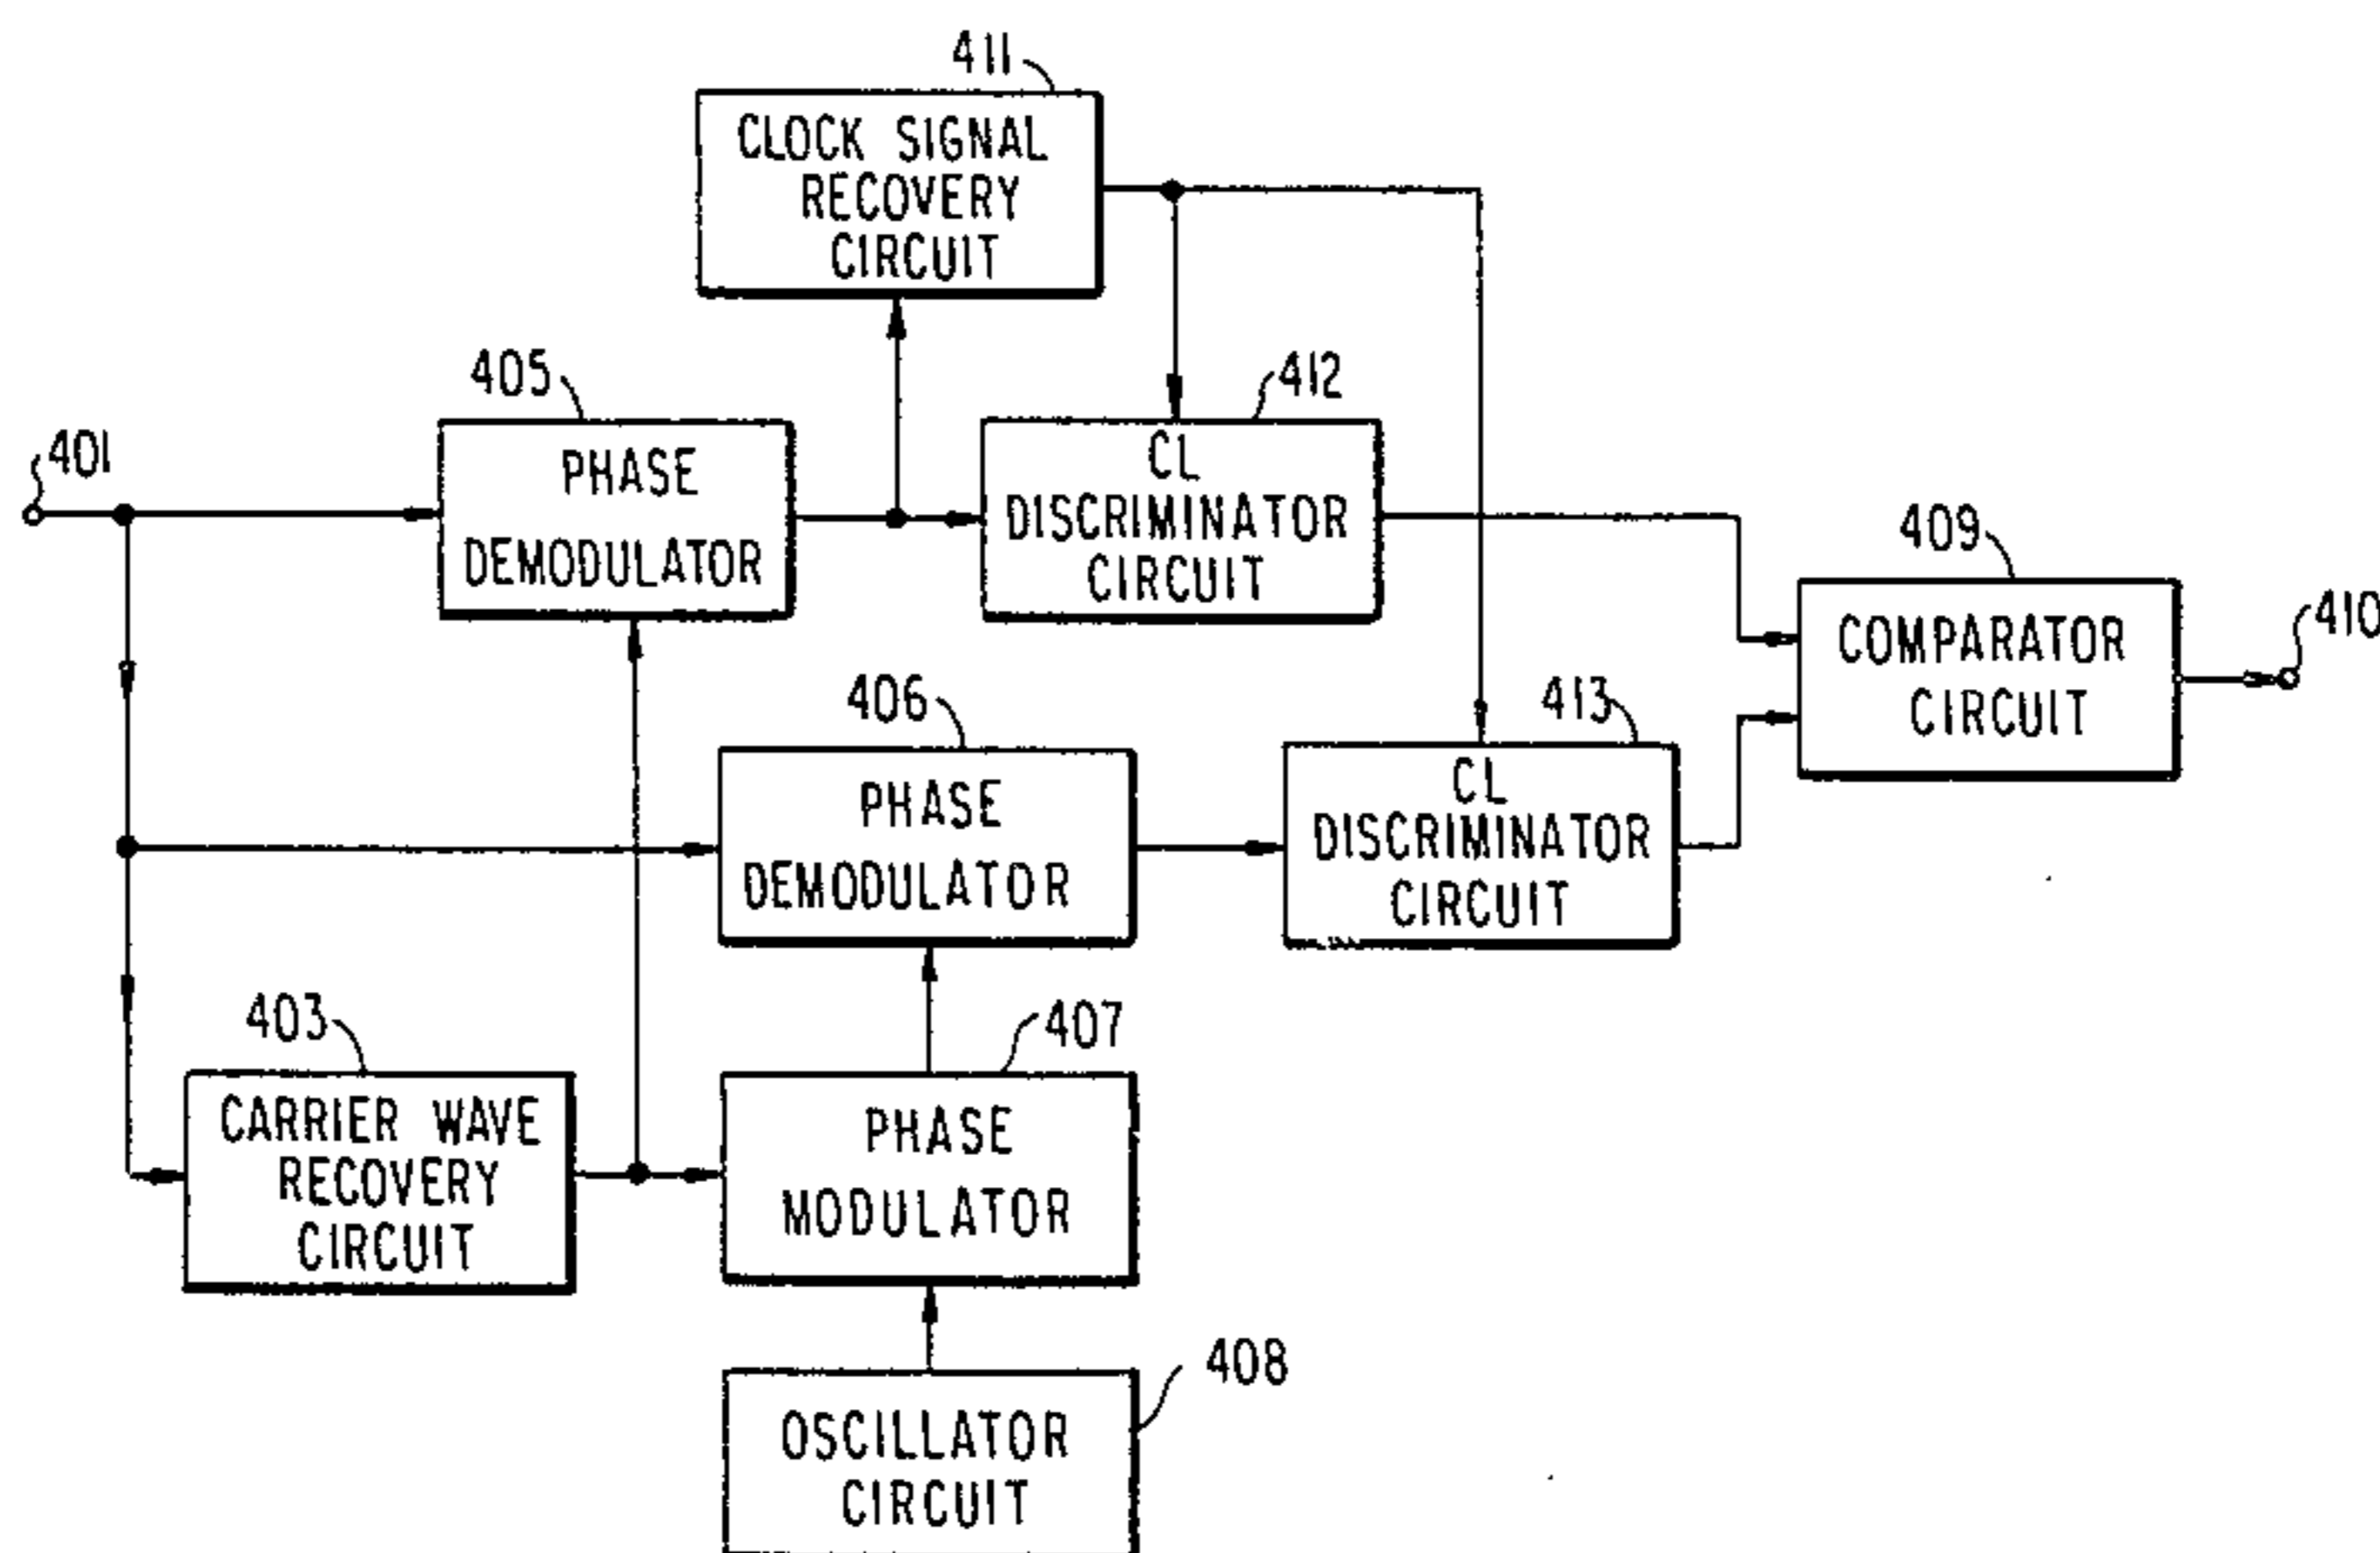 411
CLOCK SIGNAL
RECOVERY
CIRCUIT
405
412
401
PHASE
DEMODULATOR
CL
DISCRIMINATOR
CIRCUIT
409
COMPARATOR
CIRCUIT
410
406
413
PHASE
DEMODULATOR
CL
DISCRIMINATOR
CIRCUIT
403
407
CARRIER WAVE
RECOVERY
CIRCUIT
PHASE
MODULATOR
408
OSCILLATOR
CIRCUIT